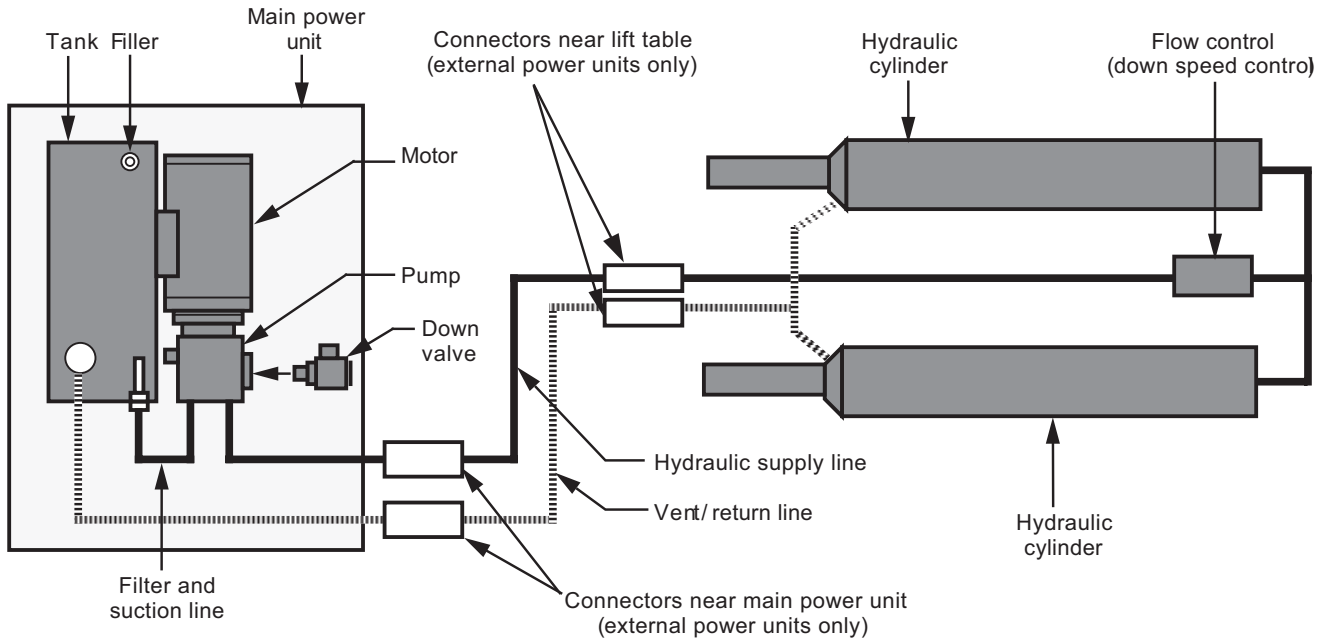 Main power
unit
Tank Filler
Connectors near lift table
(external power units only)
Hydraulic
cylinder
Flow control
(down speed control)
Motor
Pump
Down
valve
Hydraulic supply line
Vent/return line
Hydraulic
cylinder
Filter and
suction line
Connectors near main power unit
(external power units only)